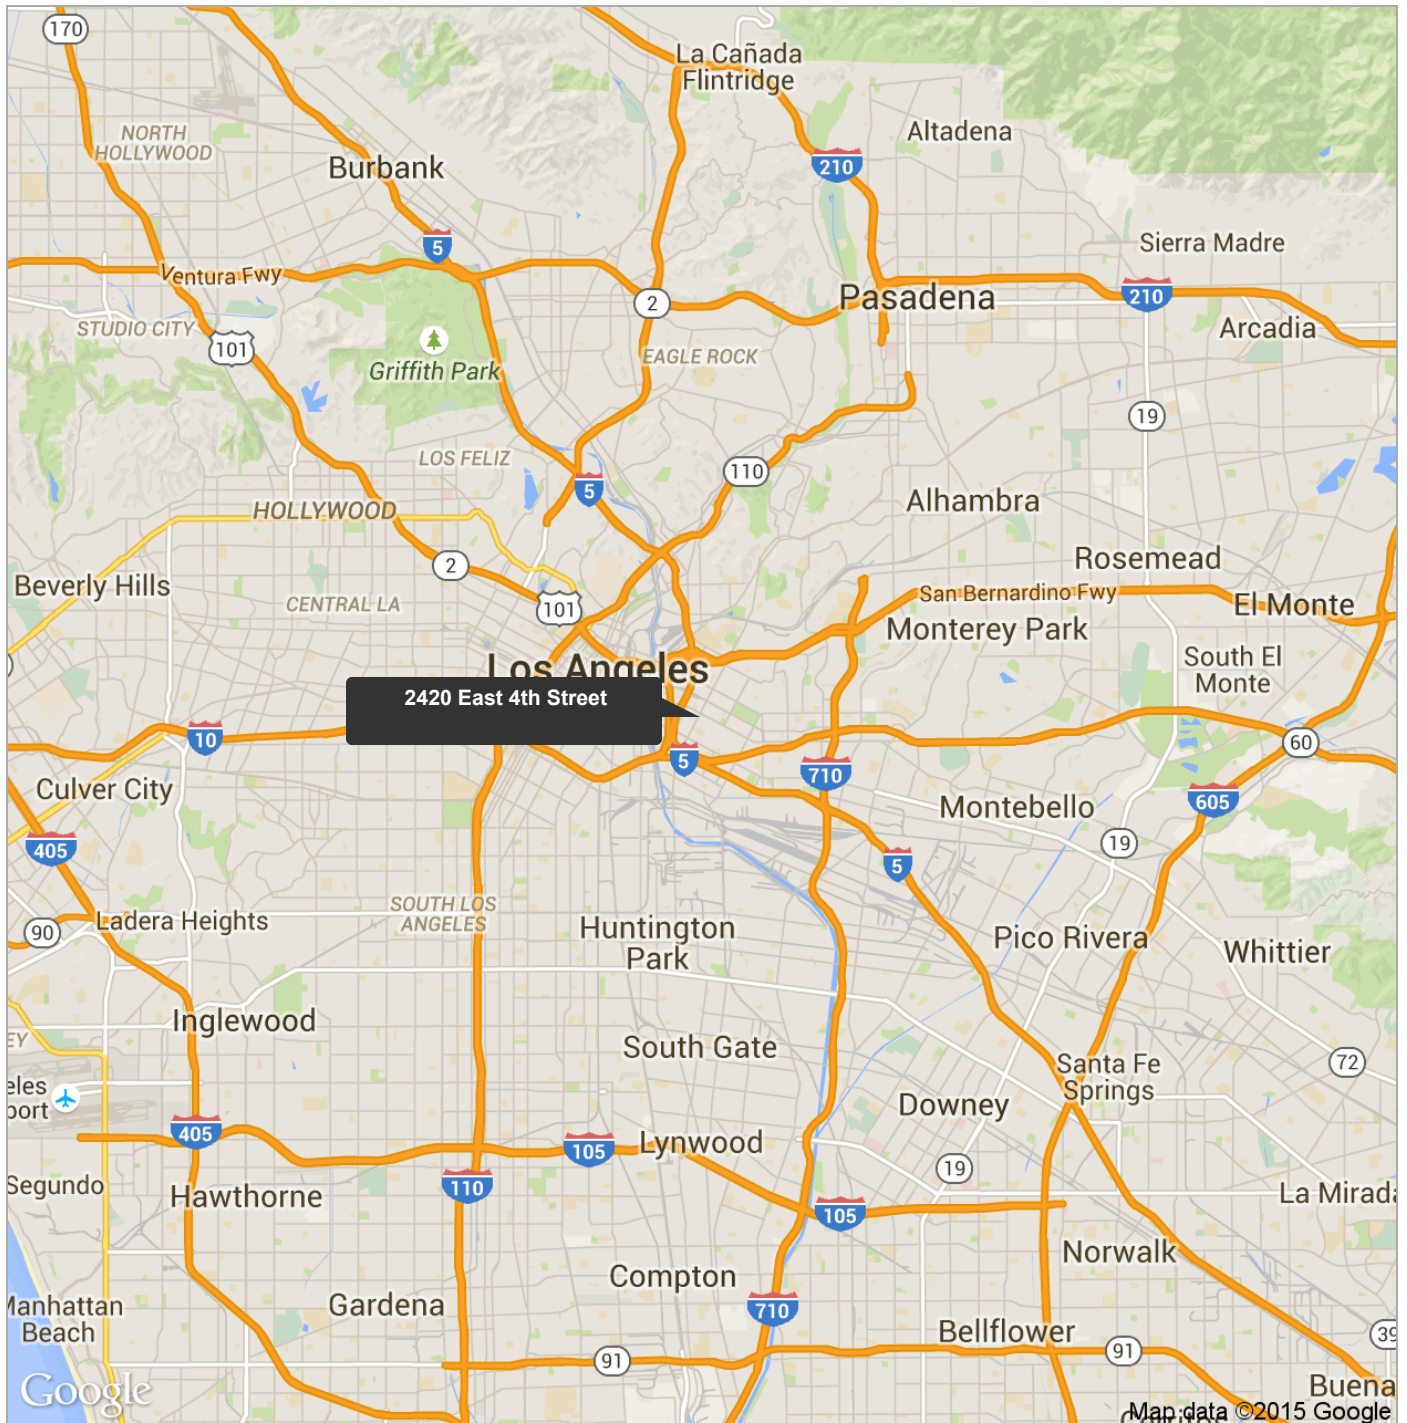 170
La Cañada
Flintridge
Altadena
NORTH
HOLLYWOOD
Burbank
210
5
Sierra Madre
Ventura Fwy
Pasadena
210
2
STUDIO CITY
101
Arcadia
Griffith Park
EAGLE ROCK
19
LOS FELIZ
110
5
HOLLYWOOD
Alhambra
Rosemead
2
Beverly Hills
San Bernardino Fwy
CENTRAL LA
101
El Monte
Monterey Park
Los Angeles
South El
Monte
2420 East 4th Street
10
60
5
710
Culver City
605
Montebello
19
405
5
SOUTH LOS
ANGELES
Ladera Heights
90
Huntington
Park
Pico Rivera
Whittier
Inglewood
EY
South Gate
72
Santa Fe
Springs
eles
port
Downey
405
105
Lynwood
19
Segundo
110
Hawthorne
La Mirada
105
Norwalk
Compton
Manhattan
Beach
Gardena
710
Bellflower
39
91
91
Google
Buena
Map data ©2015 Google